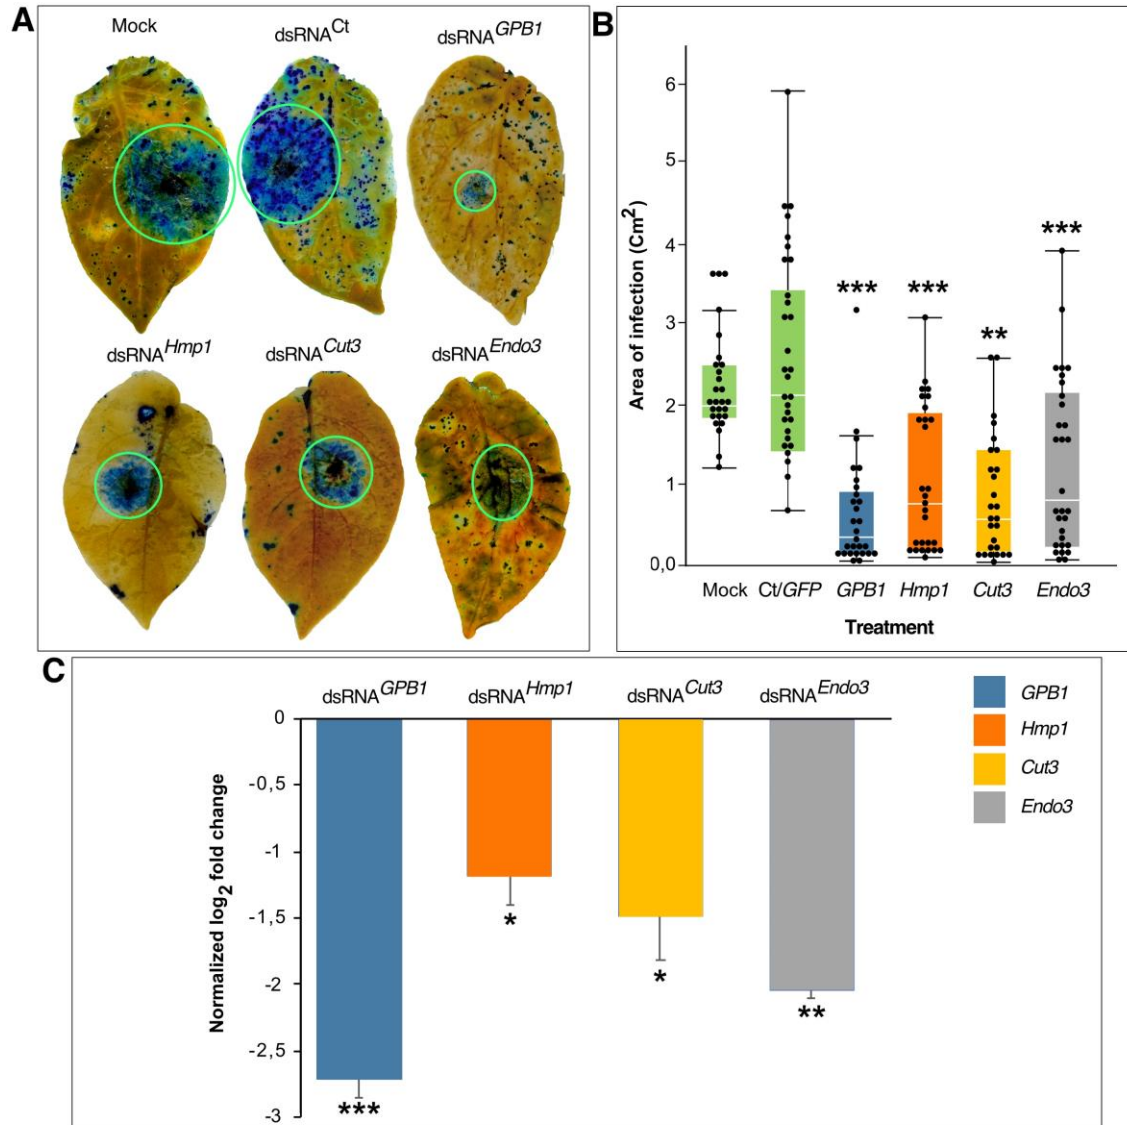 A
Mock
dsRNACt
dsRNAGPB1
dsRNAHmp1
dsRNACut3
dsRNAEndo3
B
Area of infection (Cm2)
6
5
4
3
2
1
0,0
***
***
**
***
Mock
Ct/GFP
GPB1
Hmp1
Cut3
Endo3
Treatment
C
dsRNAGPB1
dsRNAHmp1
dsRNACut3
dsRNAEndo3
Normalized log2 fold change
0
-0,5
-1
-1,5
-2
-2,5
-3
***
*
*
**
GPB1
Hmp1
Cut3
Endo3